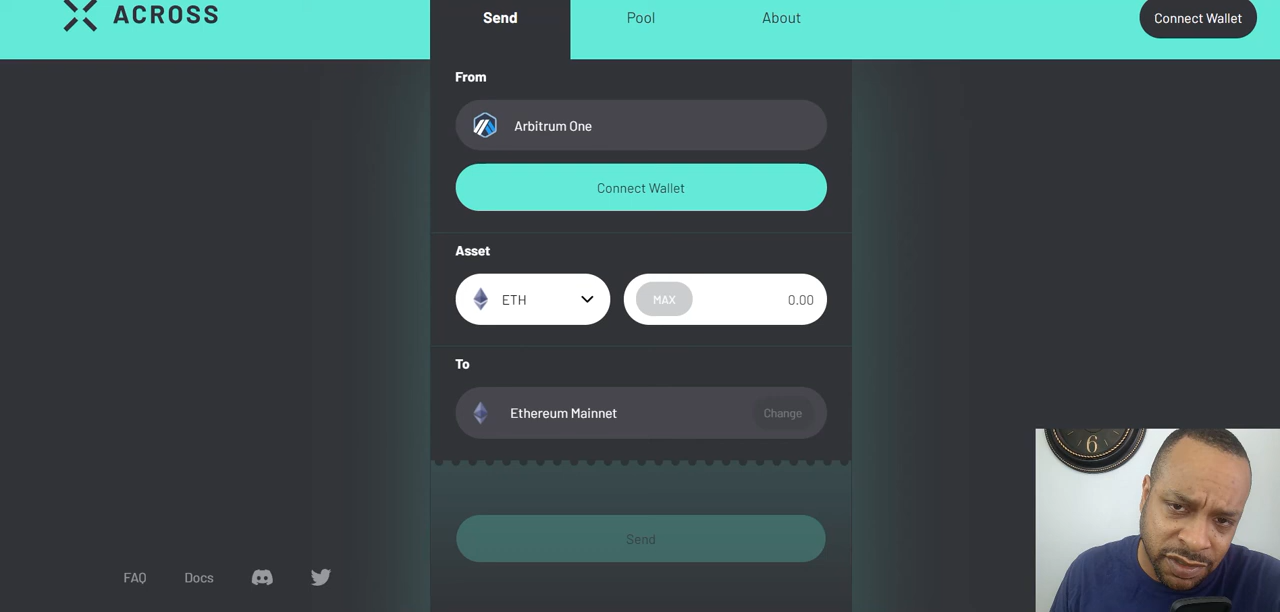 ACROSS
Send
Pool
About
Connect Wallet
From
Arbitrum One
Connect Wallet
Asset
ETH
MAX
0.00
To
Ethereum Mainnet
Change
Send
FAQ
Docs
6